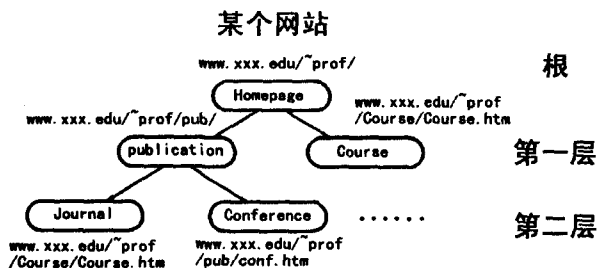 某个网站
www.xxx.edu/~prof/
根
Homepage
www.xxx.edu/~prof/pub/
www.xxx.edu/~prof
/Course/Course.htm
publication
Course
第一层
Journal
Conference
······
第二层
www.xxx.edu/~prof
/Course/Course.htm
www.xxx.edu/~prof
/pub/conf.htm